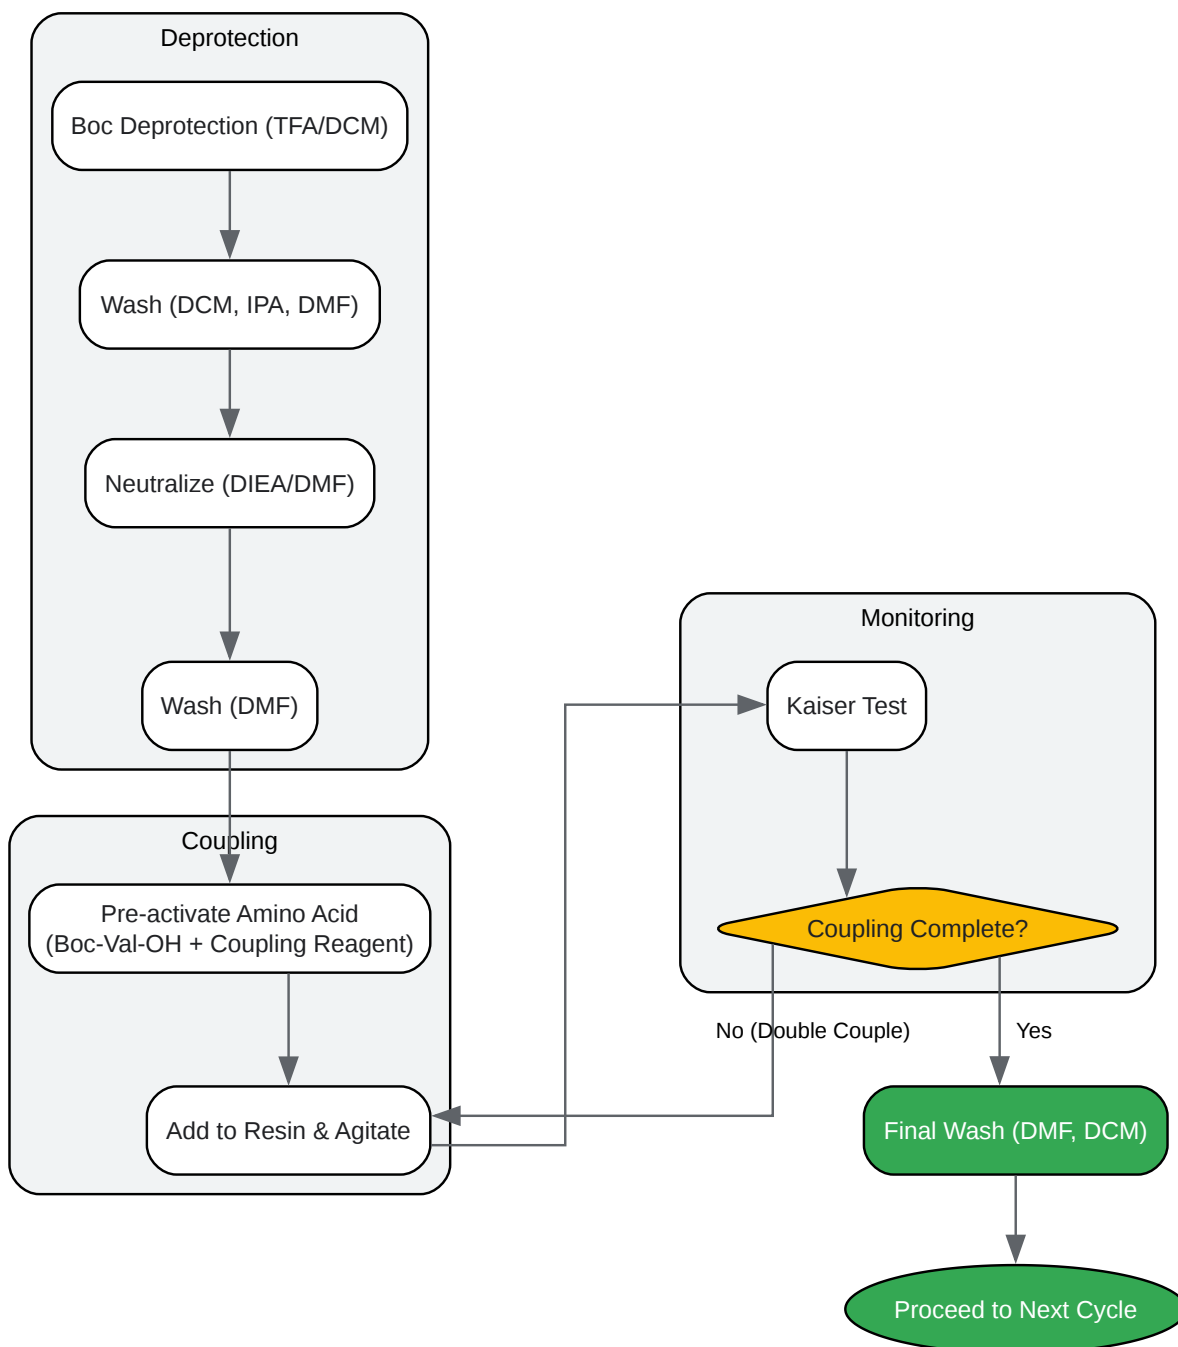 Deprotection
Boc Deprotection (TFA/DCM)
Wash (DCM, IPA, DMF)
Neutralize (DIEA/DMF)
Wash (DMF)
Coupling
Pre-activate Amino Acid
(Boc-Val-OH + Coupling Reagent)
Add to Resin & Agitate
Monitoring
Kaiser Test
Coupling Complete?
No (Double Couple)
Yes
Final Wash (DMF, DCM)
Proceed to Next Cycle